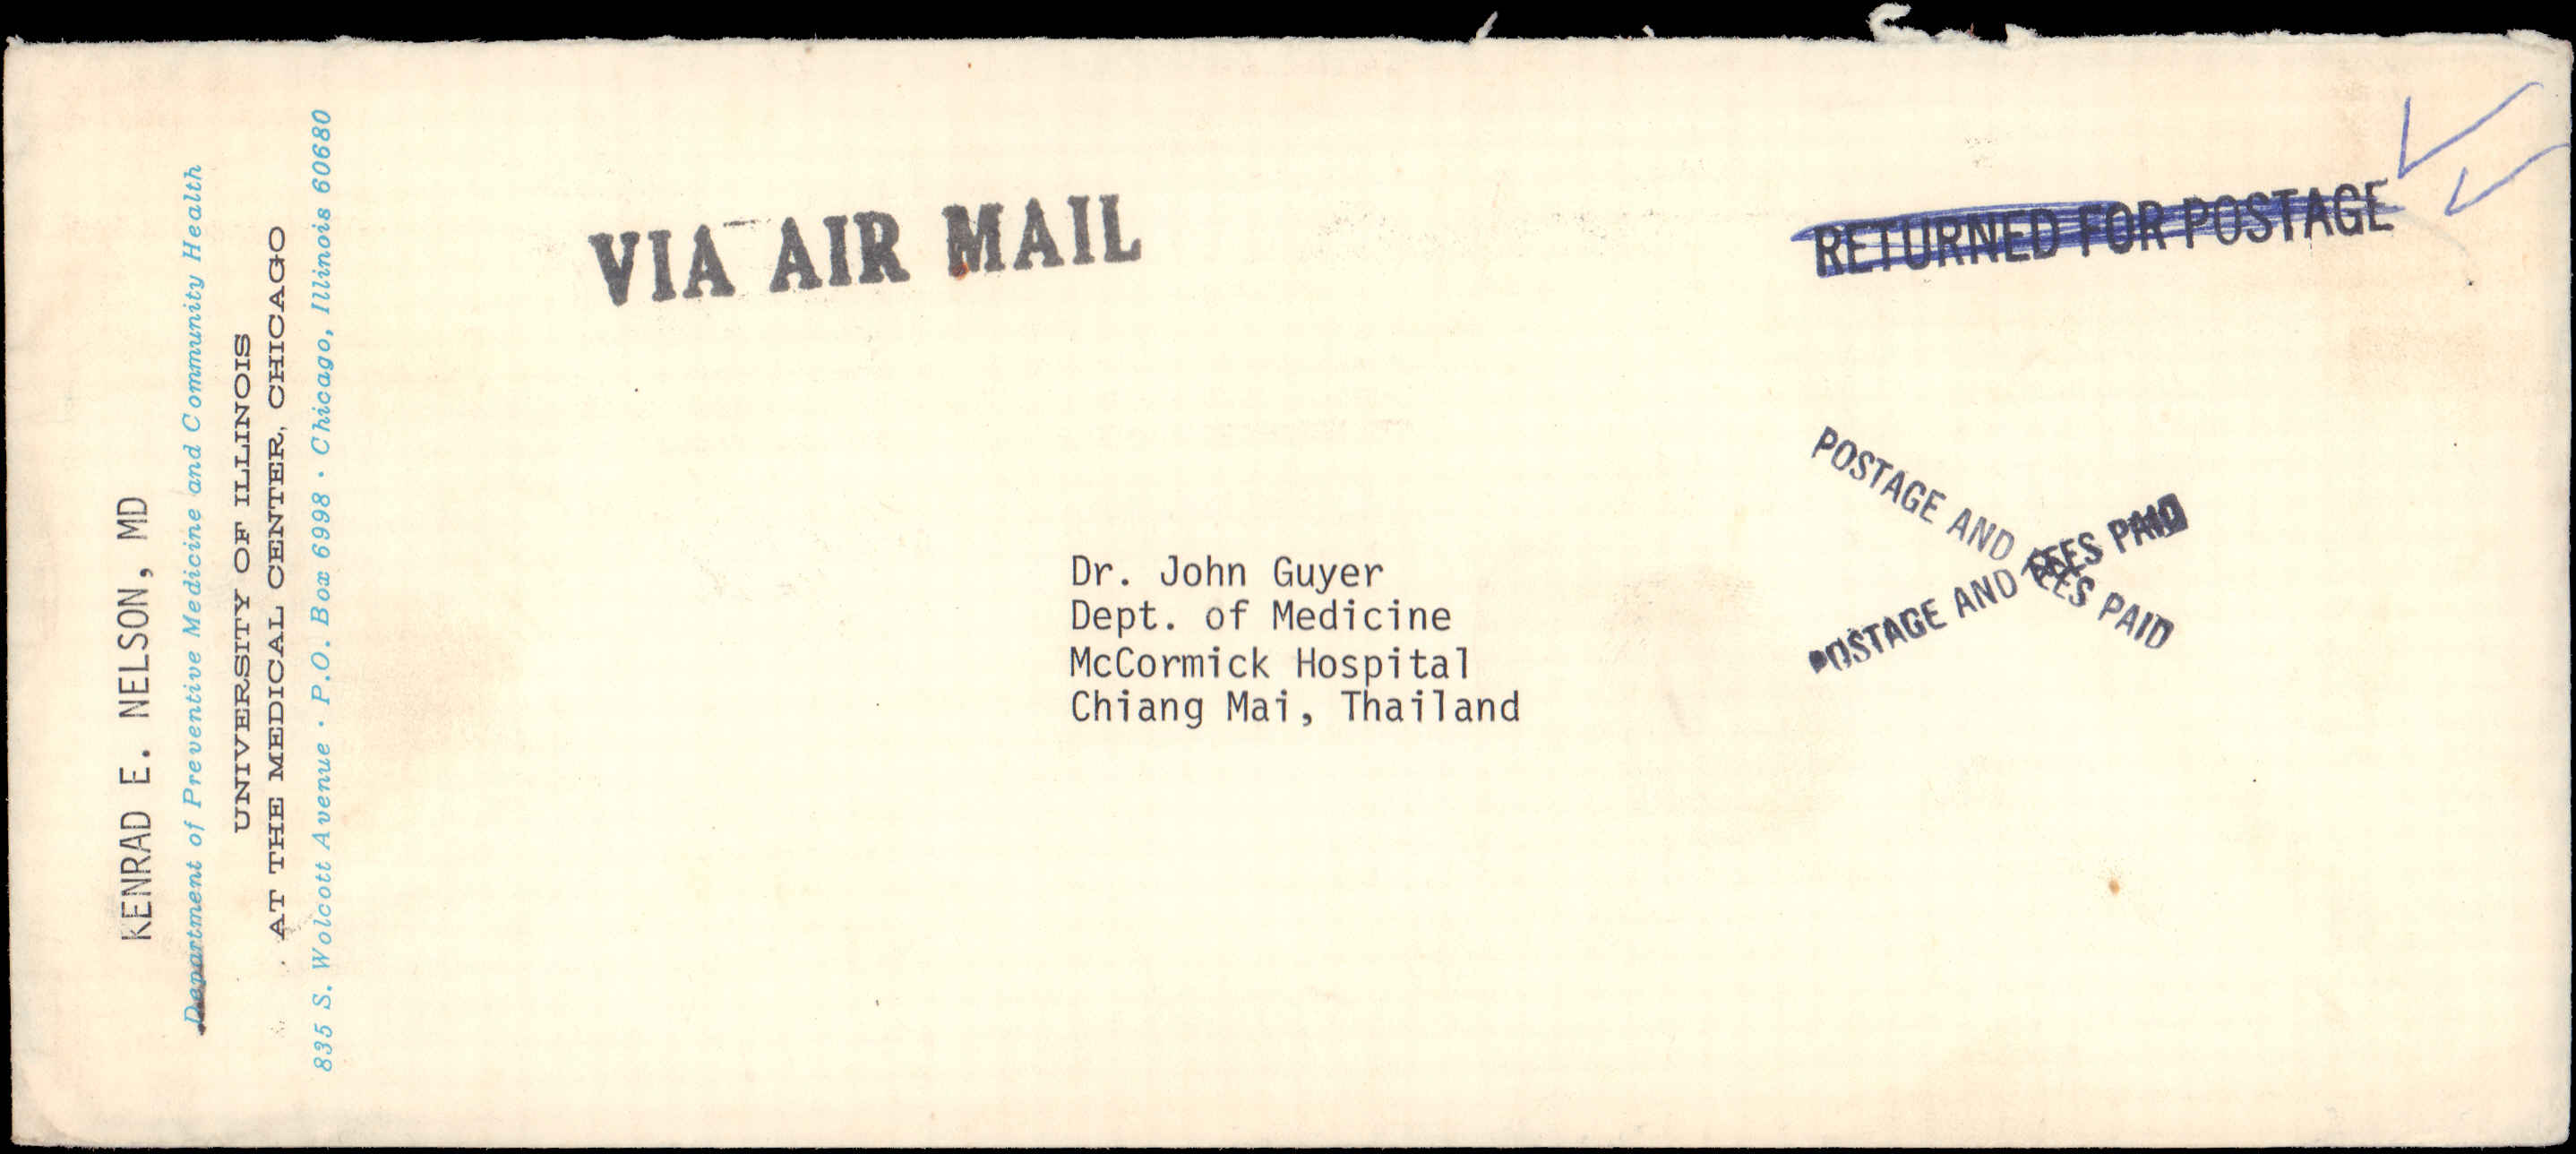 KENRAD E. NELSON, MD
Department of Preventive Medicine and Community Health
UNIVERSITY OF ILLINOIS
AT THE MEDICAL CENTER, CHICAGO
835 S. Wolcott Avenue · P.O. Box 6998 · Chicago, Illinois 60680
VIA AIR MAIL
RETURNED FOR POSTAGE
POSTAGE AND FEES PAID
POSTAGE AND FEES PAID
Dr. John Guyer
Dept. of Medicine
McCormick Hospital
Chiang Mai, Thailand